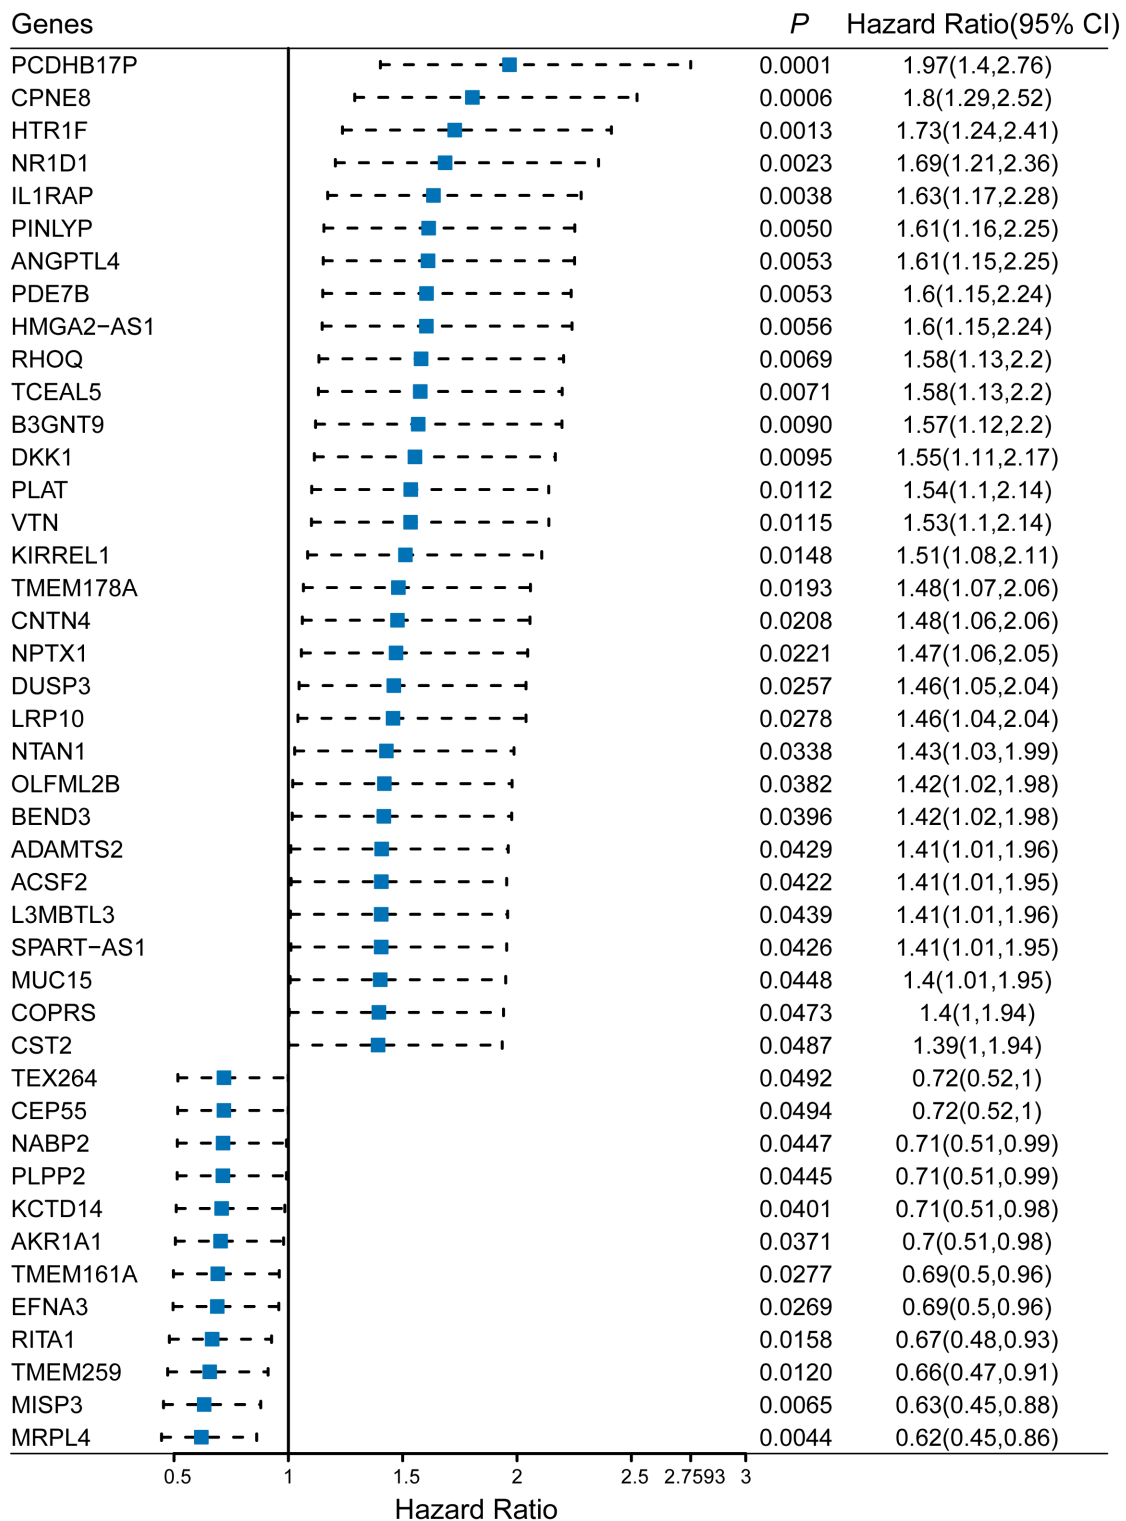 Genes P Hazard Ratio(95% CI)
PCDHB17P 0.0001 1.97(1.4,2.76)
CPNE8 0.0006 1.8(1.29,2.52)
HTR1F 0.0013 1.73(1.24,2.41)
NR1D1 0.0023 1.69(1.21,2.36)
IL1RAP 0.0038 1.63(1.17,2.28)
PINLYP 0.0050 1.61(1.16,2.25)
ANGPTL4 0.0053 1.61(1.15,2.25)
PDE7B 0.0053 1.6(1.15,2.24)
HMGA2−AS1 0.0056 1.6(1.15,2.24)
RHOQ 0.0069 1.58(1.13,2.2)
TCEAL5 0.0071 1.58(1.13,2.2)
B3GNT9 0.0090 1.57(1.12,2.2)
DKK1 0.0095 1.55(1.11,2.17)
PLAT 0.0112 1.54(1.1,2.14)
VTN 0.0115 1.53(1.1,2.14)
KIRREL1 0.0148 1.51(1.08,2.11)
TMEM178A 0.0193 1.48(1.07,2.06)
CNTN4 0.0208 1.48(1.06,2.06)
NPTX1 0.0221 1.47(1.06,2.05)
DUSP3 0.0257 1.46(1.05,2.04)
LRP10 0.0278 1.46(1.04,2.04)
NTAN1 0.0338 1.43(1.03,1.99)
OLFML2B 0.0382 1.42(1.02,1.98)
BEND3 0.0396 1.42(1.02,1.98)
ADAMTS2 0.0429 1.41(1.01,1.96)
ACSF2 0.0422 1.41(1.01,1.95)
L3MBTL3 0.0439 1.41(1.01,1.96)
SPART−AS1 0.0426 1.41(1.01,1.95)
MUC15 0.0448 1.4(1.01,1.95)
COPRS 0.0473 1.4(1,1.94)
CST2 0.0487 1.39(1,1.94)
TEX264 0.0492 0.72(0.52,1)
CEP55 0.0494 0.72(0.52,1)
NABP2 0.0447 0.71(0.51,0.99)
PLPP2 0.0445 0.71(0.51,0.99)
KCTD14 0.0401 0.71(0.51,0.98)
AKR1A1 0.0371 0.7(0.51,0.98)
TMEM161A 0.0277 0.69(0.5,0.96)
EFNA3 0.0269 0.69(0.5,0.96)
RITA1 0.0158 0.67(0.48,0.93)
TMEM259 0.0120 0.66(0.47,0.91)
MISP3 0.0065 0.63(0.45,0.88)
MRPL4 0.0044 0.62(0.45,0.86)
0.5 1 1.5 2 2.5 2.7593 3
Hazard Ratio